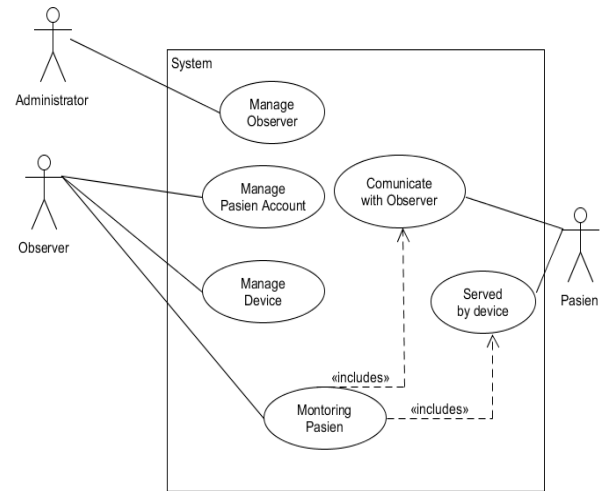 System
Administrator
Manage
Observer
Manage
Pasien Account
Comunicate
with Observer
Observer
Manage
Device
Served
by device
Pasien
«includes»
Montoring
Pasien
«includes»